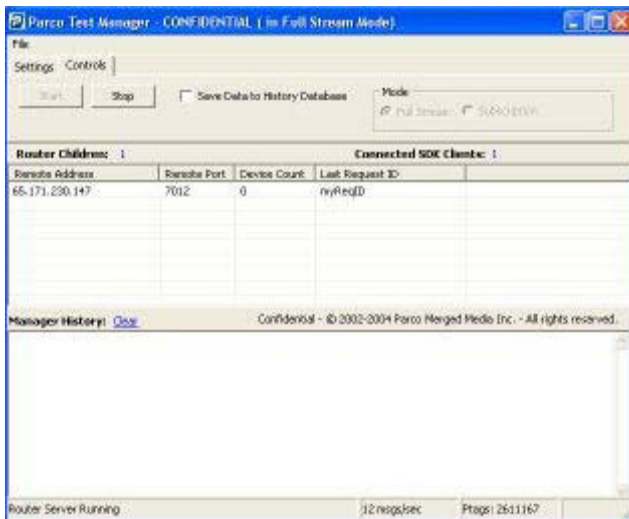 Parco Test Manager - CONFIDENTIAL ( in Full Stream Mode)
File
Settings Controls
Start Stop Save Data to History Database Mode
Full Stream Subscription
Router Children: 1 Connected SDK Clients: 1
Remote Address Remote Port Device Count Last Request ID
65.171.230.147 7012 0 myReqID
Manager History: Clear Confidential - © 2002-2004 Parco Merged Media Inc. - All rights reserved.
Router Server Running 12 msgs/sec Ptags: 2611167